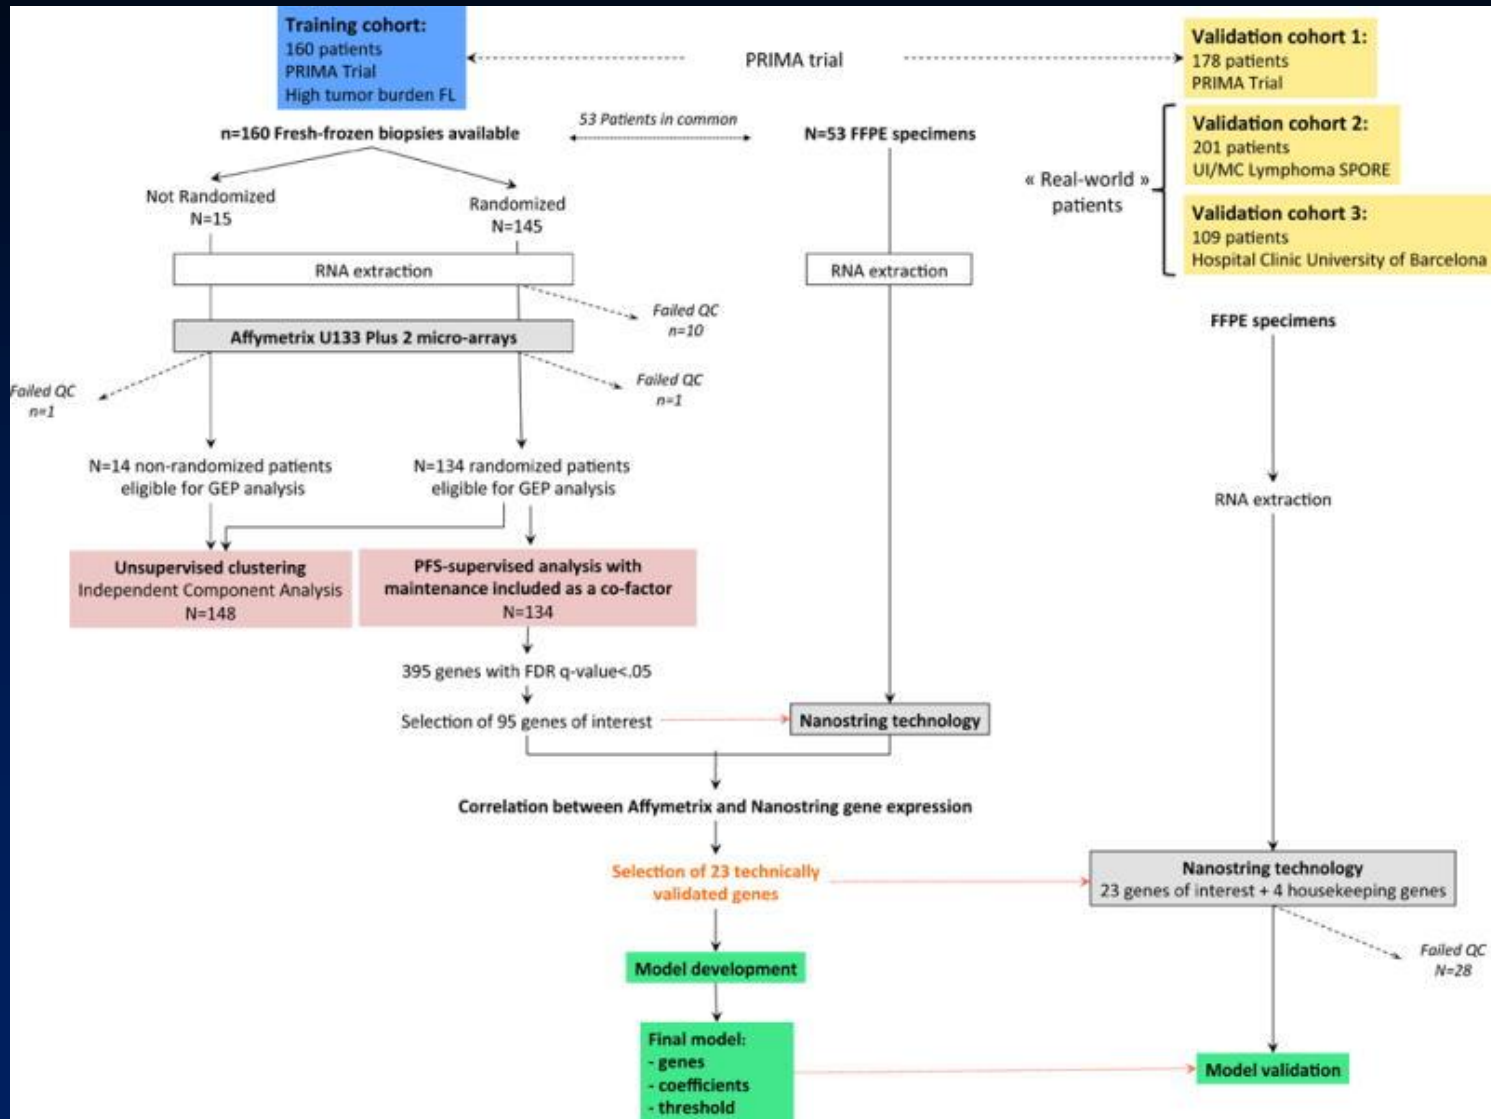 Training cohort:
160 patients
PRIMA Trial
High tumor burden FL
PRIMA trial
Validation cohort 1:
178 patients
PRIMA Trial
n=160 Fresh-frozen biopsies available
53 Patients in common
N=53 FFPE specimens
Validation cohort 2:
201 patients
UI/MC Lymphoma SPORE
« Real-world »
patients
Validation cohort 3:
109 patients
Hospital Clinic University of Barcelona
Not Randomized
N=15
Randomized
N=145
RNA extraction
RNA extraction
Failed QC
n=10
Affymetrix U133 Plus 2 micro-arrays
FFPE specimens
Failed QC
n=1
Failed QC
n=1
N=14 non-randomized patients
eligible for GEP analysis
N=134 randomized patients
eligible for GEP analysis
RNA extraction
Unsupervised clustering
Independent Component Analysis
N=148
PFS-supervised analysis with
maintenance included as a co-factor
N=134
395 genes with FDR q-value<.05
Selection of 95 genes of interest
Nanostring technology
Correlation between Affymetrix and Nanostring gene expression
Selection of 23 technically
validated genes
Nanostring technology
23 genes of interest + 4 housekeeping genes
Failed QC
N=28
Model development
Final model:
- genes
- coefficients
- threshold
Model validation